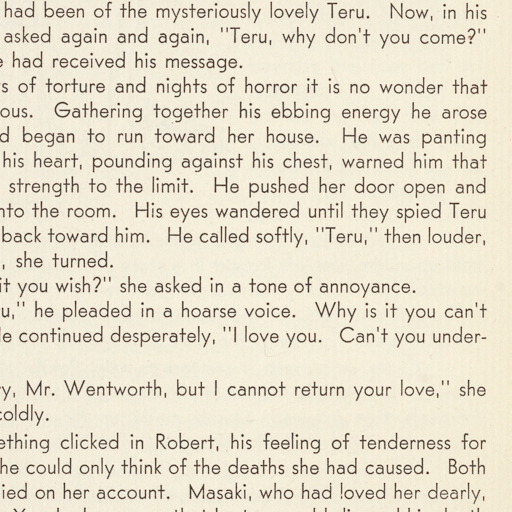 had been of the mysteriously lovely Teru. Now, in his
asked again and again, "Teru, why don't you come?"
had received his message.
of torture and nights of horror it is no wonder that
Gathering together his ebbing energy he arose
began to run toward her house. He was panting
his heart, pounding against his chest, warned him that
strength to the limit. He pushed her door open and
the room. His eyes wandered until they spied Teru
back toward him. He called softly, "Teru," then louder,
, she turned.
it you wish?" she asked in a tone of annoyance.
," he pleaded in a hoarse voice. Why is it you can't
continued desperately, "I love you. Can't you under-
, Mr. Wentworth, but I cannot return your love," she
coldly.
clicked in Robert, his feeling of tenderness for
he could only think of the deaths she had caused. Both
on her account. Masaki, who had loved her dearly,